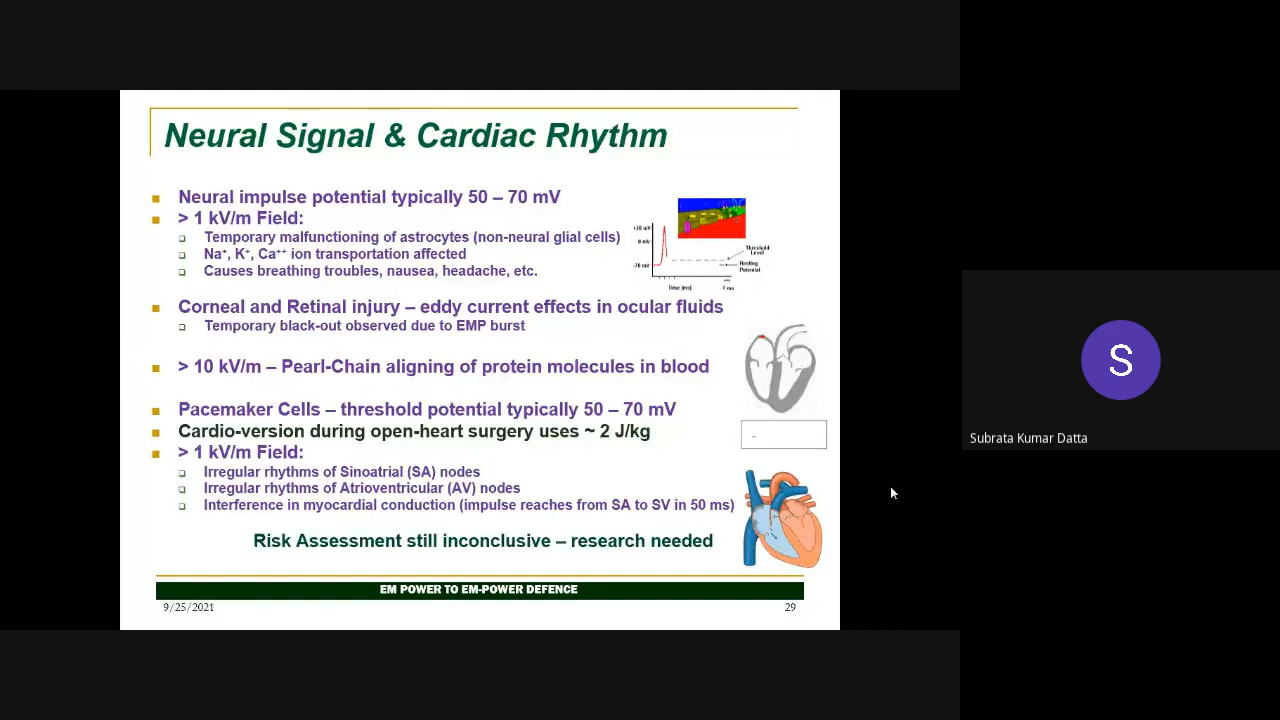 Neural Signal & Cardiac Rhythm
Neural impulse potential typically 50 – 70 mV
> 1 kV/m Field:
Temporary malfunctioning of astrocytes (non-neural glial cells)
Na⁺, K⁺, Ca⁺⁺ ion transportation affected
Causes breathing troubles, nausea, headache, etc.
0 mV
-70 mV
Threshold
Level
Resting
Potential
Time (ms)
1 ms
Corneal and Retinal injury – eddy current effects in ocular fluids
Temporary black-out observed due to EMP burst
> 10 kV/m – Pearl-Chain aligning of protein molecules in blood
Pacemaker Cells – threshold potential typically 50 – 70 mV
Cardio-version during open-heart surgery uses ~ 2 J/kg
> 1 kV/m Field:
Irregular rhythms of Sinoatrial (SA) nodes
Irregular rhythms of Atrioventricular (AV) nodes
Interference in myocardial conduction (impulse reaches from SA to SV in 50 ms)
Risk Assessment still inconclusive – research needed
EM POWER TO EM-POWER DEFENCE
9/25/2021
29
S
Subrata Kumar Datta